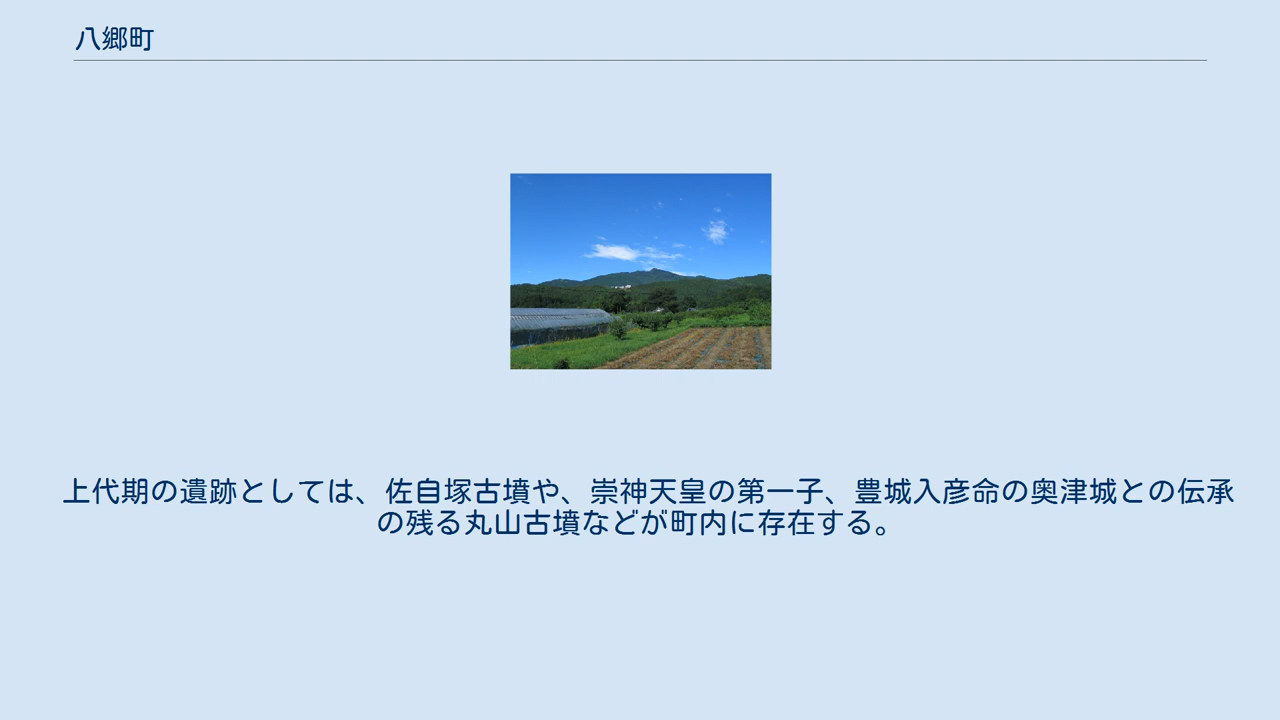 八郷町
上代期の遺跡としては、佐自塚古墳や、崇神天皇の第一子、豊城入彦命の奥津城との伝承
の残る丸山古墳などが町内に存在する。